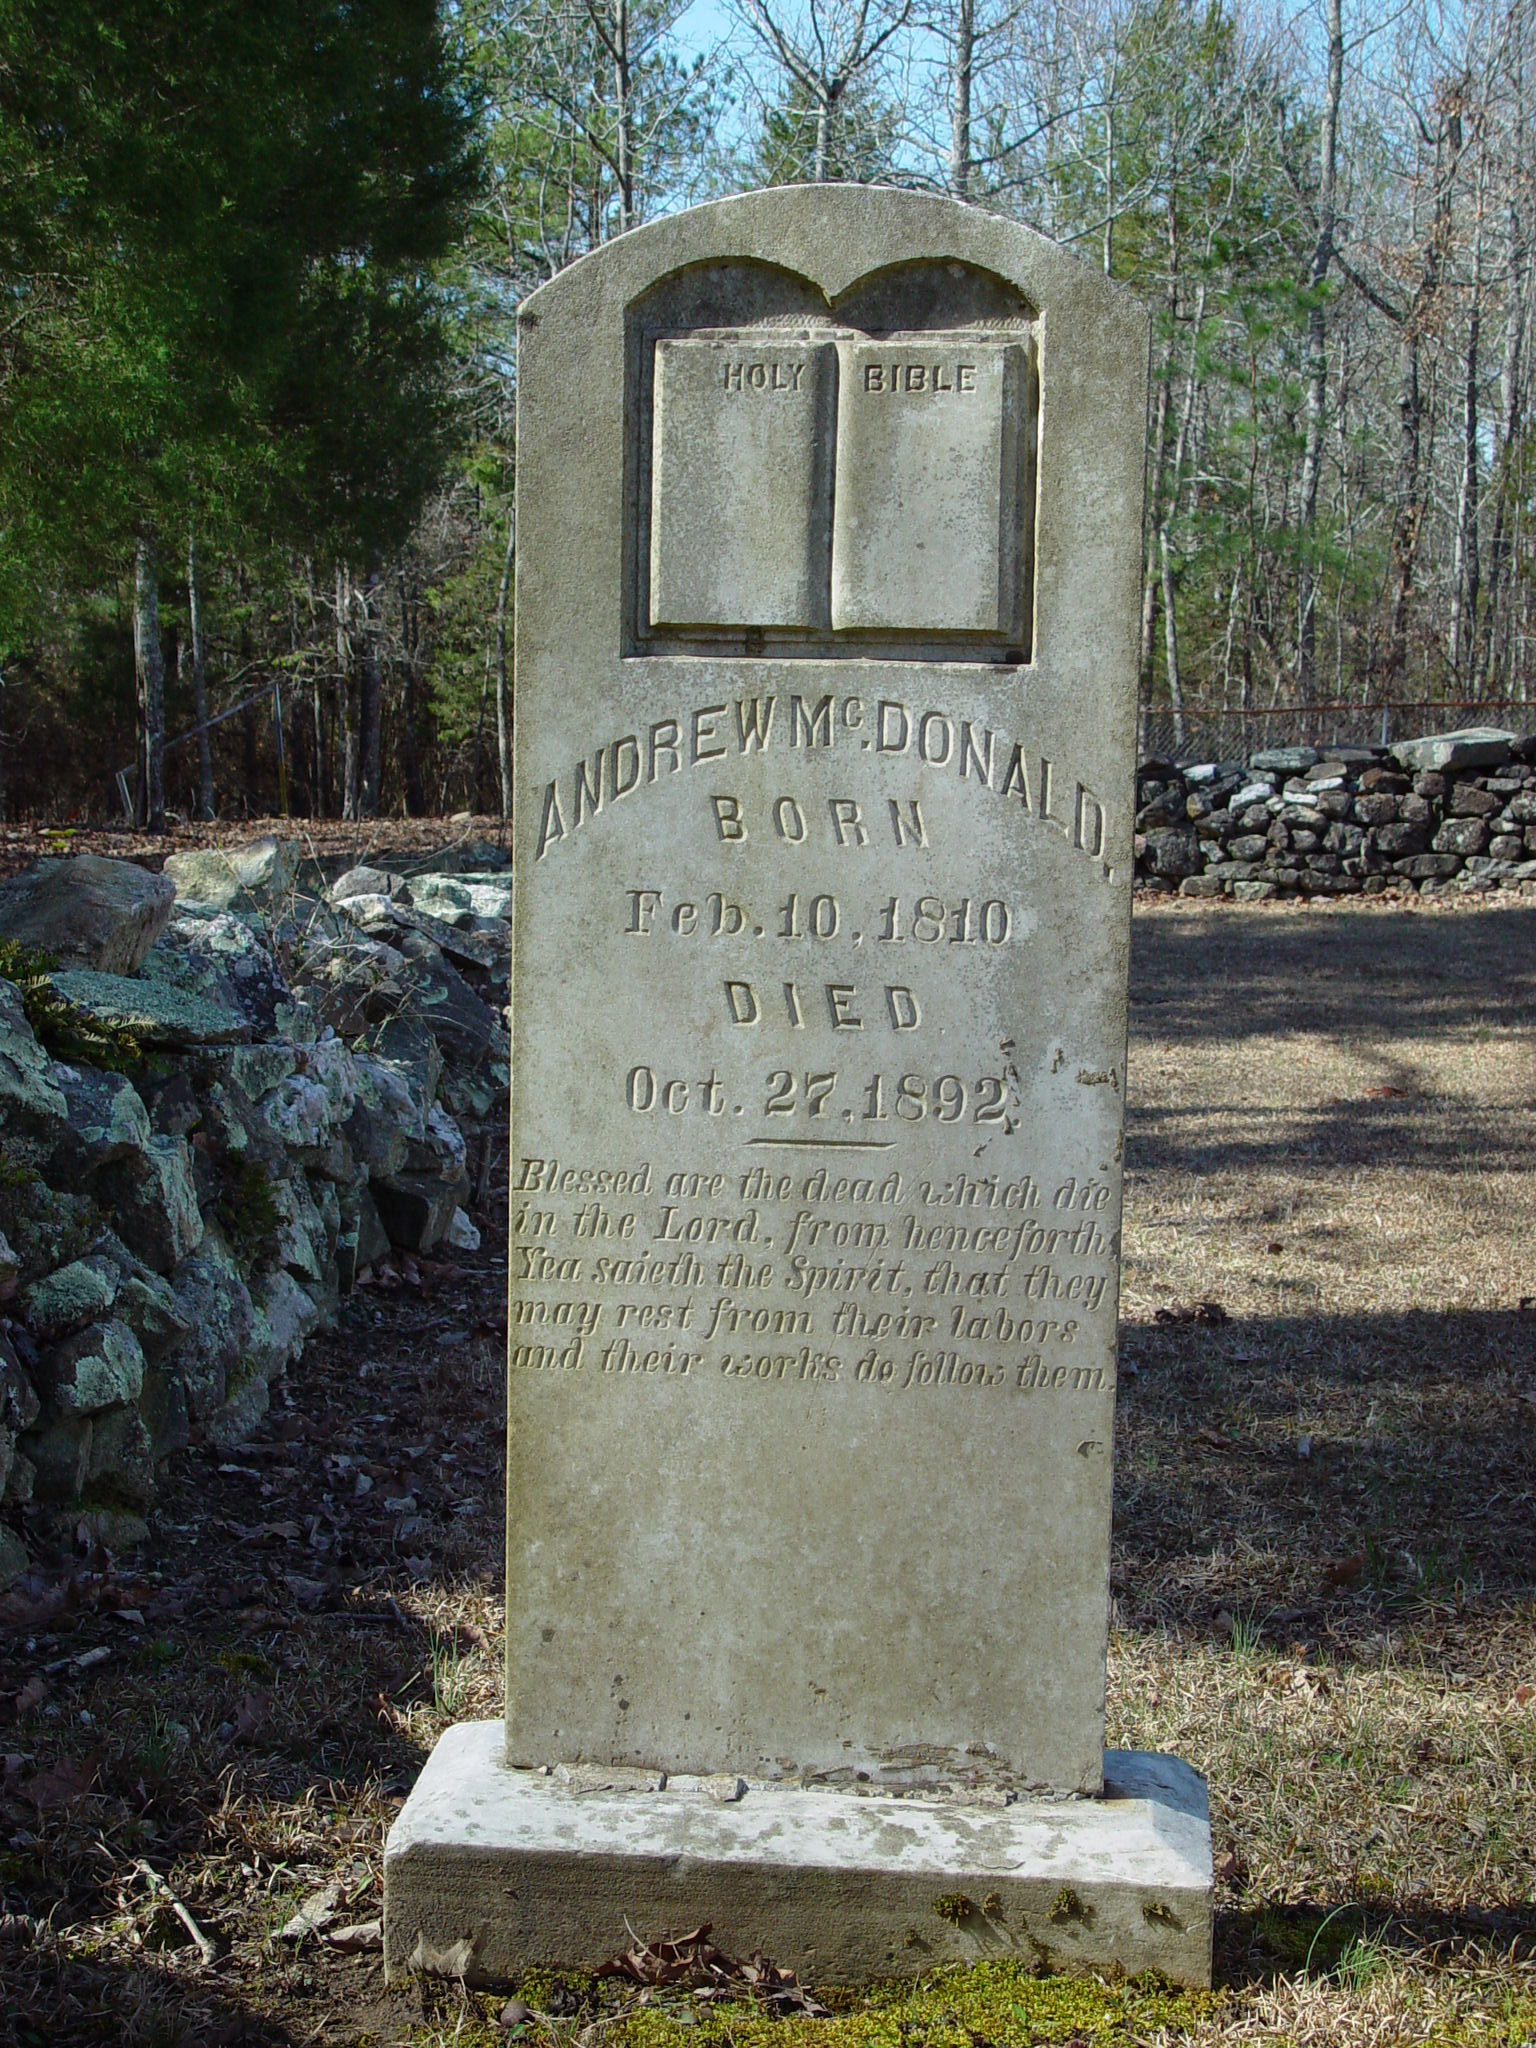 HOLY BIBLE
ANDREW Mc. DONALD.
BORN
Feb. 10, 1810
DIED
Oct. 27, 1892.
Blessed are the dead which die
in the Lord, from henceforth
Yea saieth the Spirit, that they
may rest from their labors
and their works do follow them.